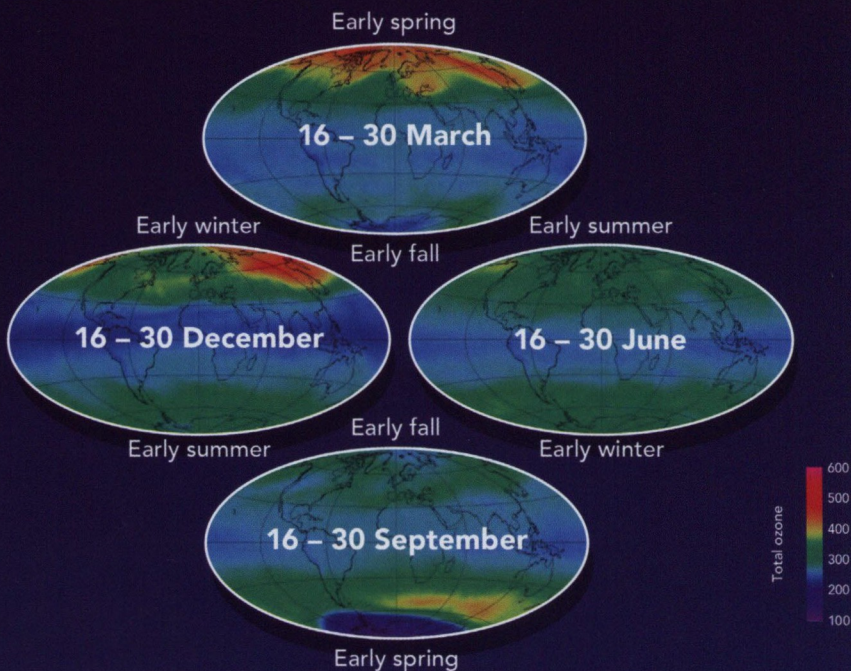 Early spring
16 – 30 March
Early fall
Early winter
16 – 30 December
Early summer
Early summer
16 – 30 June
Early winter
Early fall
16 – 30 September
Early spring
Total ozone
600
500
400
300
200
100